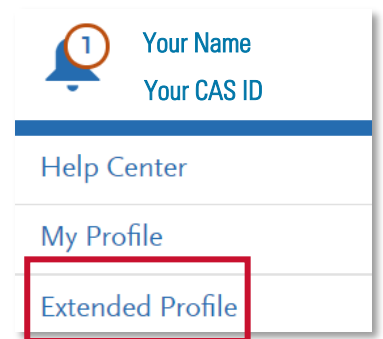 1
Your Name
Your CAS ID
Help Center
My Profile
Extended Profile